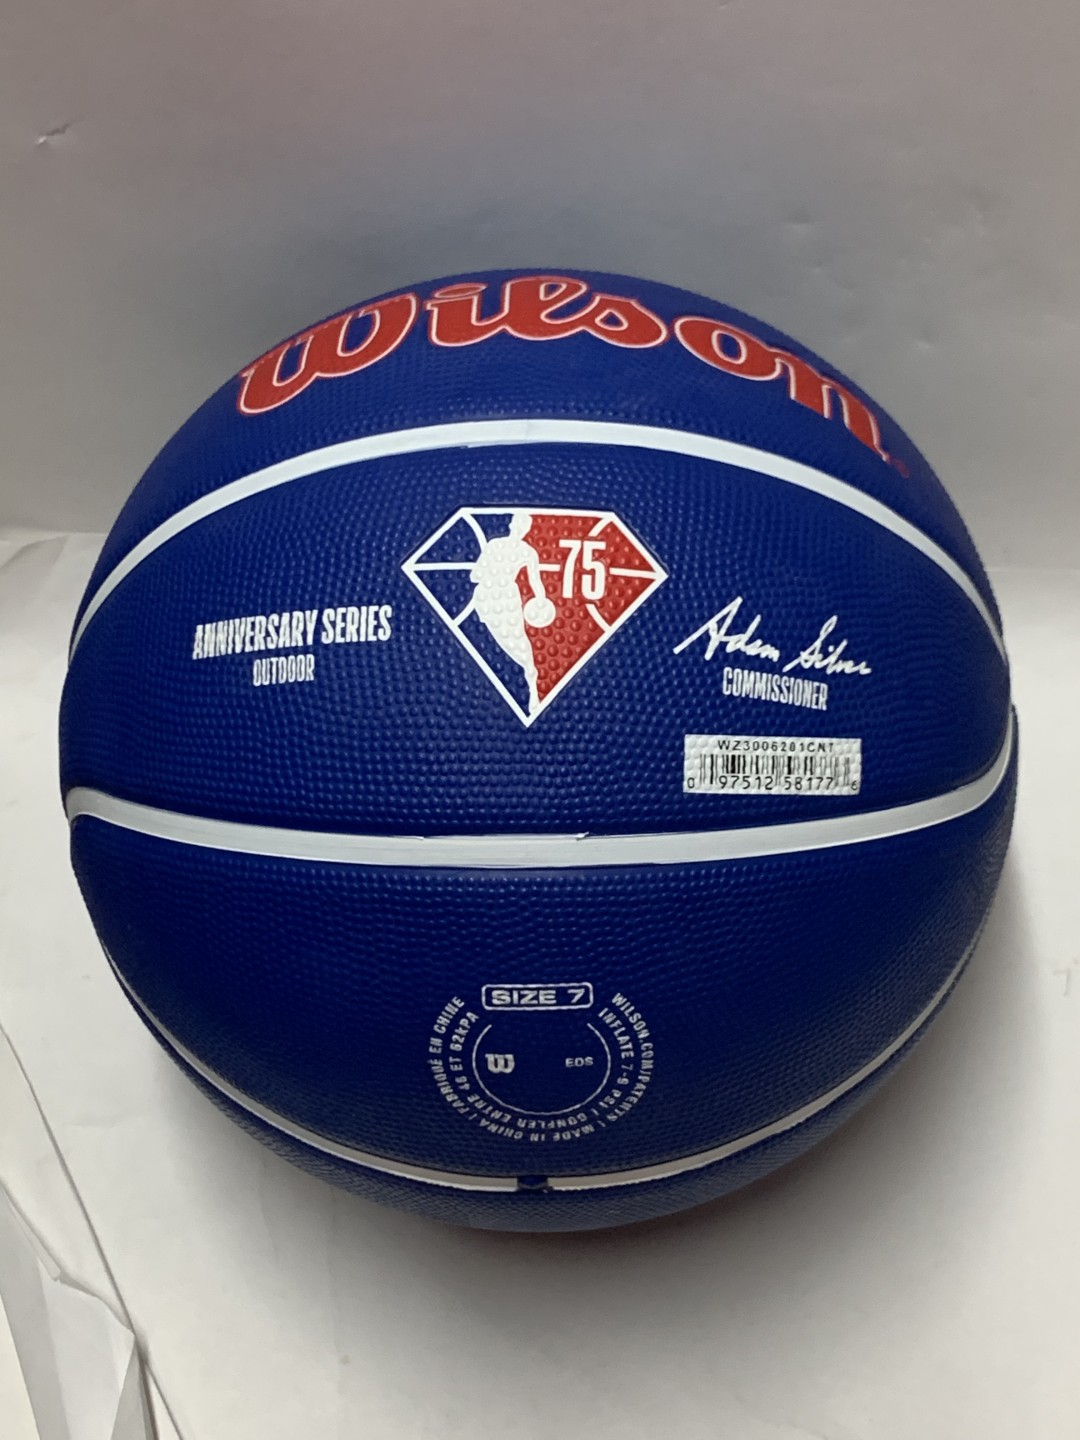 Wilson
75
ANNIVERSARY SERIES
OUTDOOR
Adam Silver
COMMISSIONER
WZ3006201CNT
0 97512 58177 6
SIZE 7
WILSON.COM/PATENTS | MADE IN CHINA / FABRIQUÉ EN CHINE
INFLATE 7-9 PSI | GONFLER ENTRE 48 ET 62KPA
W
EDS